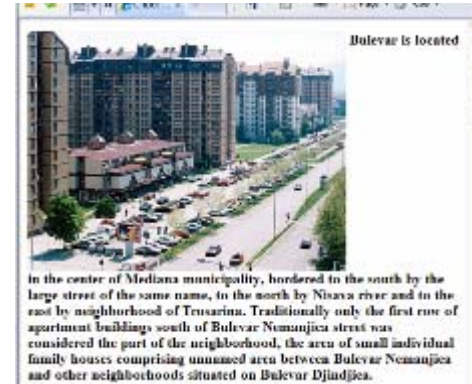 Bulevar is located
in the center of Mediana municipality, bordered to the south by the
large street of the same name, to the north by Nisava river and to the
east by neighborhood of Trosarina. Traditionally only the first row of
apartment buildings south of Bulevar Nemanjica street was
considered the part of the neighborhood, the area of small individual
family houses comprising unnamed area between Bulevar Nemanjica
and other neighborhoods situated on Bulevar Djindjica.